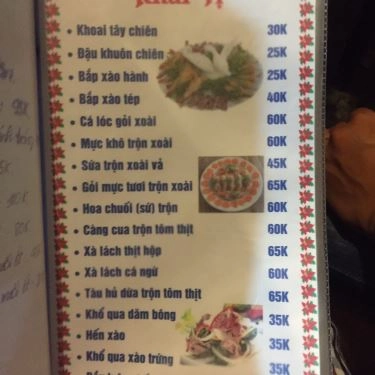 Khai Vị
• Khoai tây chiên 30K
• Đậu khuôn chiên 25K
• Bắp xào hành 25K
• Bắp xào tép 40K
• Cá lóc gỏi xoài 60K
• Mực khô trộn xoài 60K
• Sứa trộn xoài vả 45K
• Gỏi mực tươi trộn xoài 65K
• Hoa chuối (sứ) trộn 60K
• Càng cua trộn tôm thịt 60K
• Xà lách thịt hộp 65K
• Xà lách cá ngừ 60K
• Tàu hủ dừa trộn tôm thịt 65K
• Khổ qua dăm bông 35K
• Hến xào 35K
• Khổ qua xào trứng 35K
35K